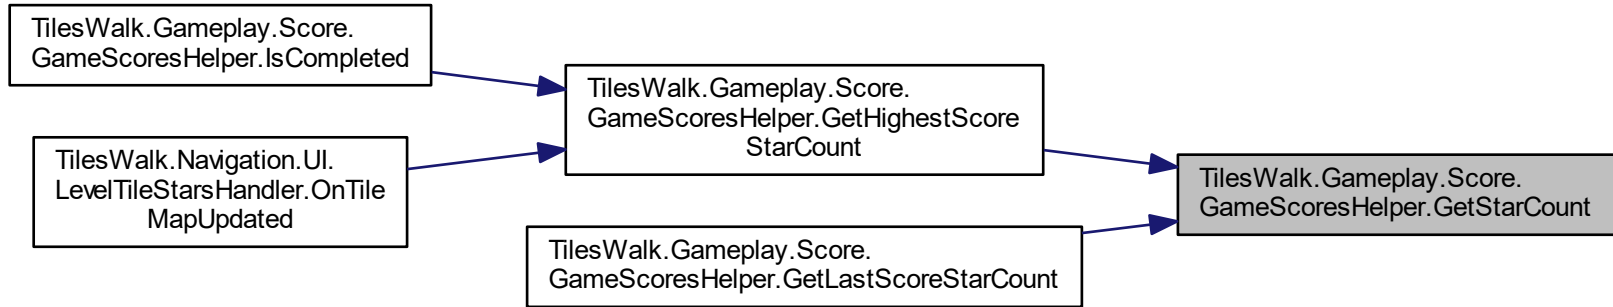 TilesWalk.Gameplay.Score.
GameScoresHelper.IsCompleted
TilesWalk.Navigation.UI.
LevelTileStarsHandler.OnTile
MapUpdated
TilesWalk.Gameplay.Score.
GameScoresHelper.GetHighestScore
StarCount
TilesWalk.Gameplay.Score.
GameScoresHelper.GetLastScoreStarCount
TilesWalk.Gameplay.Score.
GameScoresHelper.GetStarCount